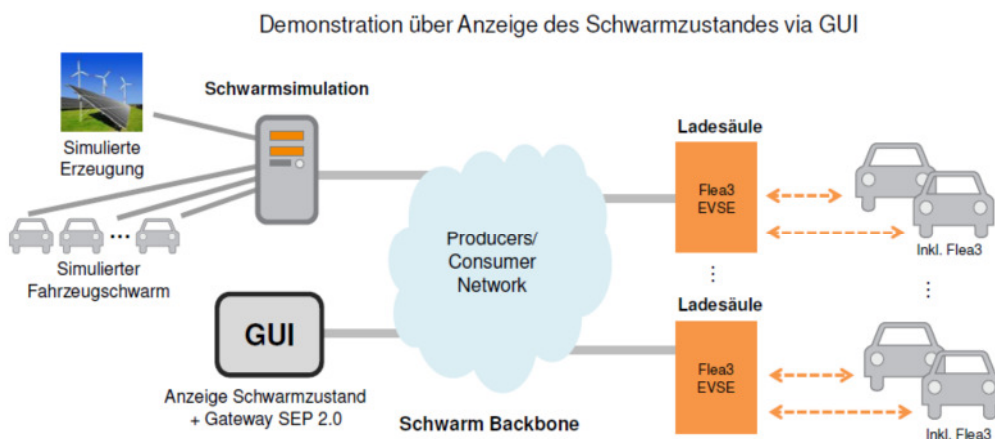 Demonstration über Anzeige des Schwarmzustandes via GUI
Schwarmsimulation
Simulierte
Erzeugung
...
Simulierter
Fahrzeugschwarm
GUI
Anzeige Schwarmzustand
+ Gateway SEP 2.0
Producers/
Consumer
Network
Schwarm Backbone
Ladesäule
Flea3
EVSE
Inkl. Flea3
Ladesäule
Flea3
EVSE
Inkl. Flea3